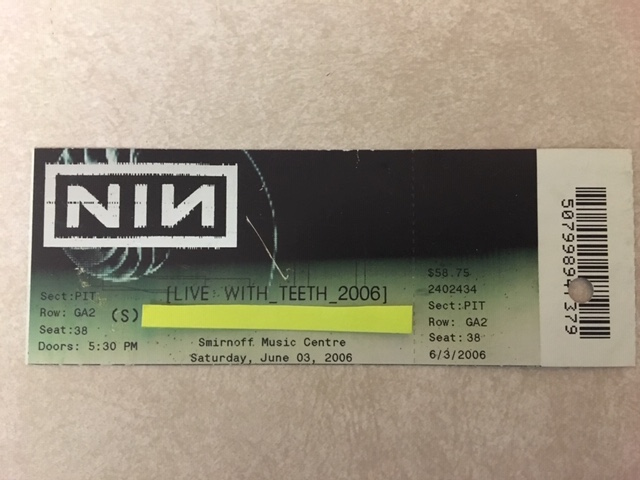 NIN
[LIVE WITH_TEETH_2006]
Sect:PIT
Row: GA2
(S)
Seat:38
Doors: 5:30 PM
Smirnoff Music Centre
Saturday, June 03, 2006
$58.75
2402434
Sect:PIT
Row: GA2
Seat: 38
6/3/2006